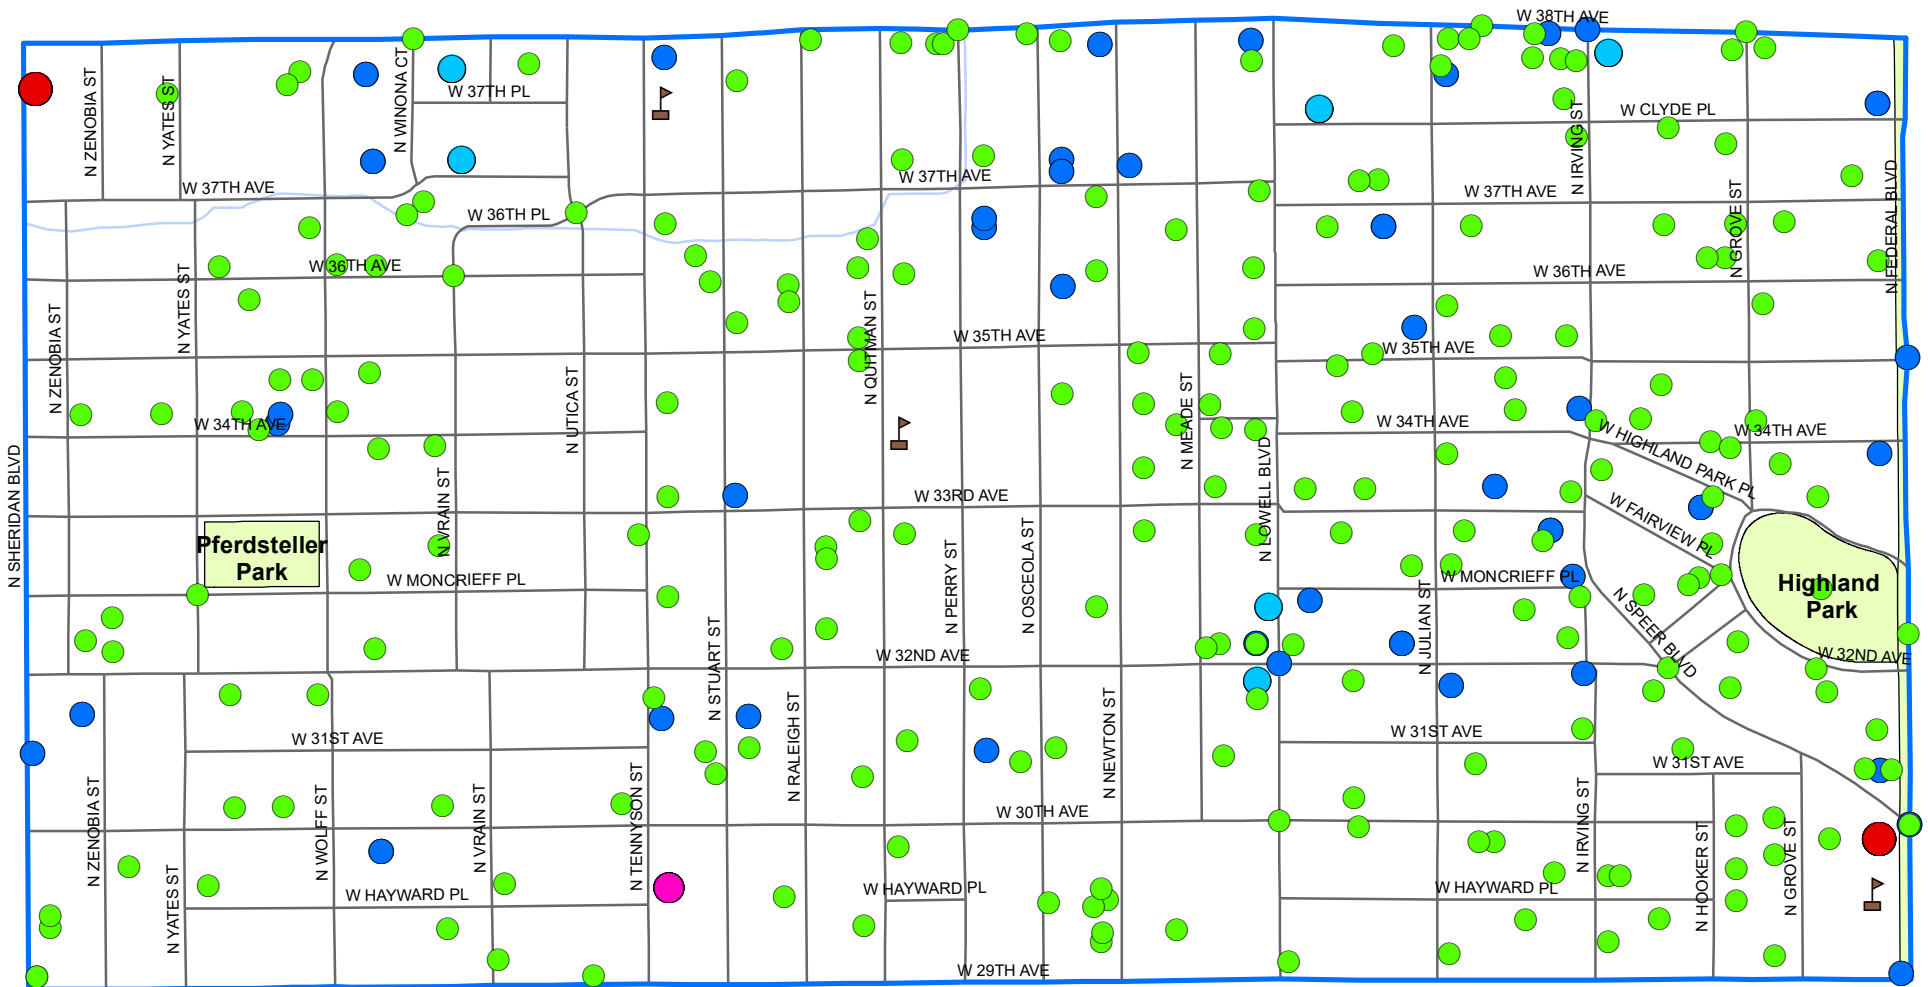 W 38TH AVE
N ZENOBIA ST
N YATES ST
N WINONA CT
W 37TH PL
W CLYDE PL
N IRVING ST
W 37TH AVE
W 37TH AVE
W 37TH AVE
W 36TH PL
N GROVE ST
N FEDERAL BLVD
W 36TH AVE
W 36TH AVE
N YATES ST
N ZENOBIA ST
N QUITMAN ST
W 35TH AVE
W 35TH AVE
N UTICA ST
N MEADE ST
W 34TH AVE
W 34TH AVE
W 34TH AVE
W HIGHLAND PARK PL
N LOWELL BLVD
N SHERIDAN BLVD
N VRAIN ST
W 33RD AVE
W FAIRVIEW PL
Pferdsteller
Park
N OSCEOLA ST
N PERRY ST
W MONCRIEFF PL
W MONCRIEFF PL
Highland
Park
N JULIAN ST
N SPEER BLVD
N STUART ST
W 32ND AVE
W 32ND AVE
N RALEIGH ST
N NEWTON ST
W 31ST AVE
W 31ST AVE
W 31ST AVE
N ZENOBIA ST
N WOLFF ST
N VRAIN ST
N TENNYSON ST
W 30TH AVE
N IRVING ST
N HOOKER ST
N GROVE ST
N YATES ST
W HAYWARD PL
W HAYWARD PL
W HAYWARD PL
W 29TH AVE